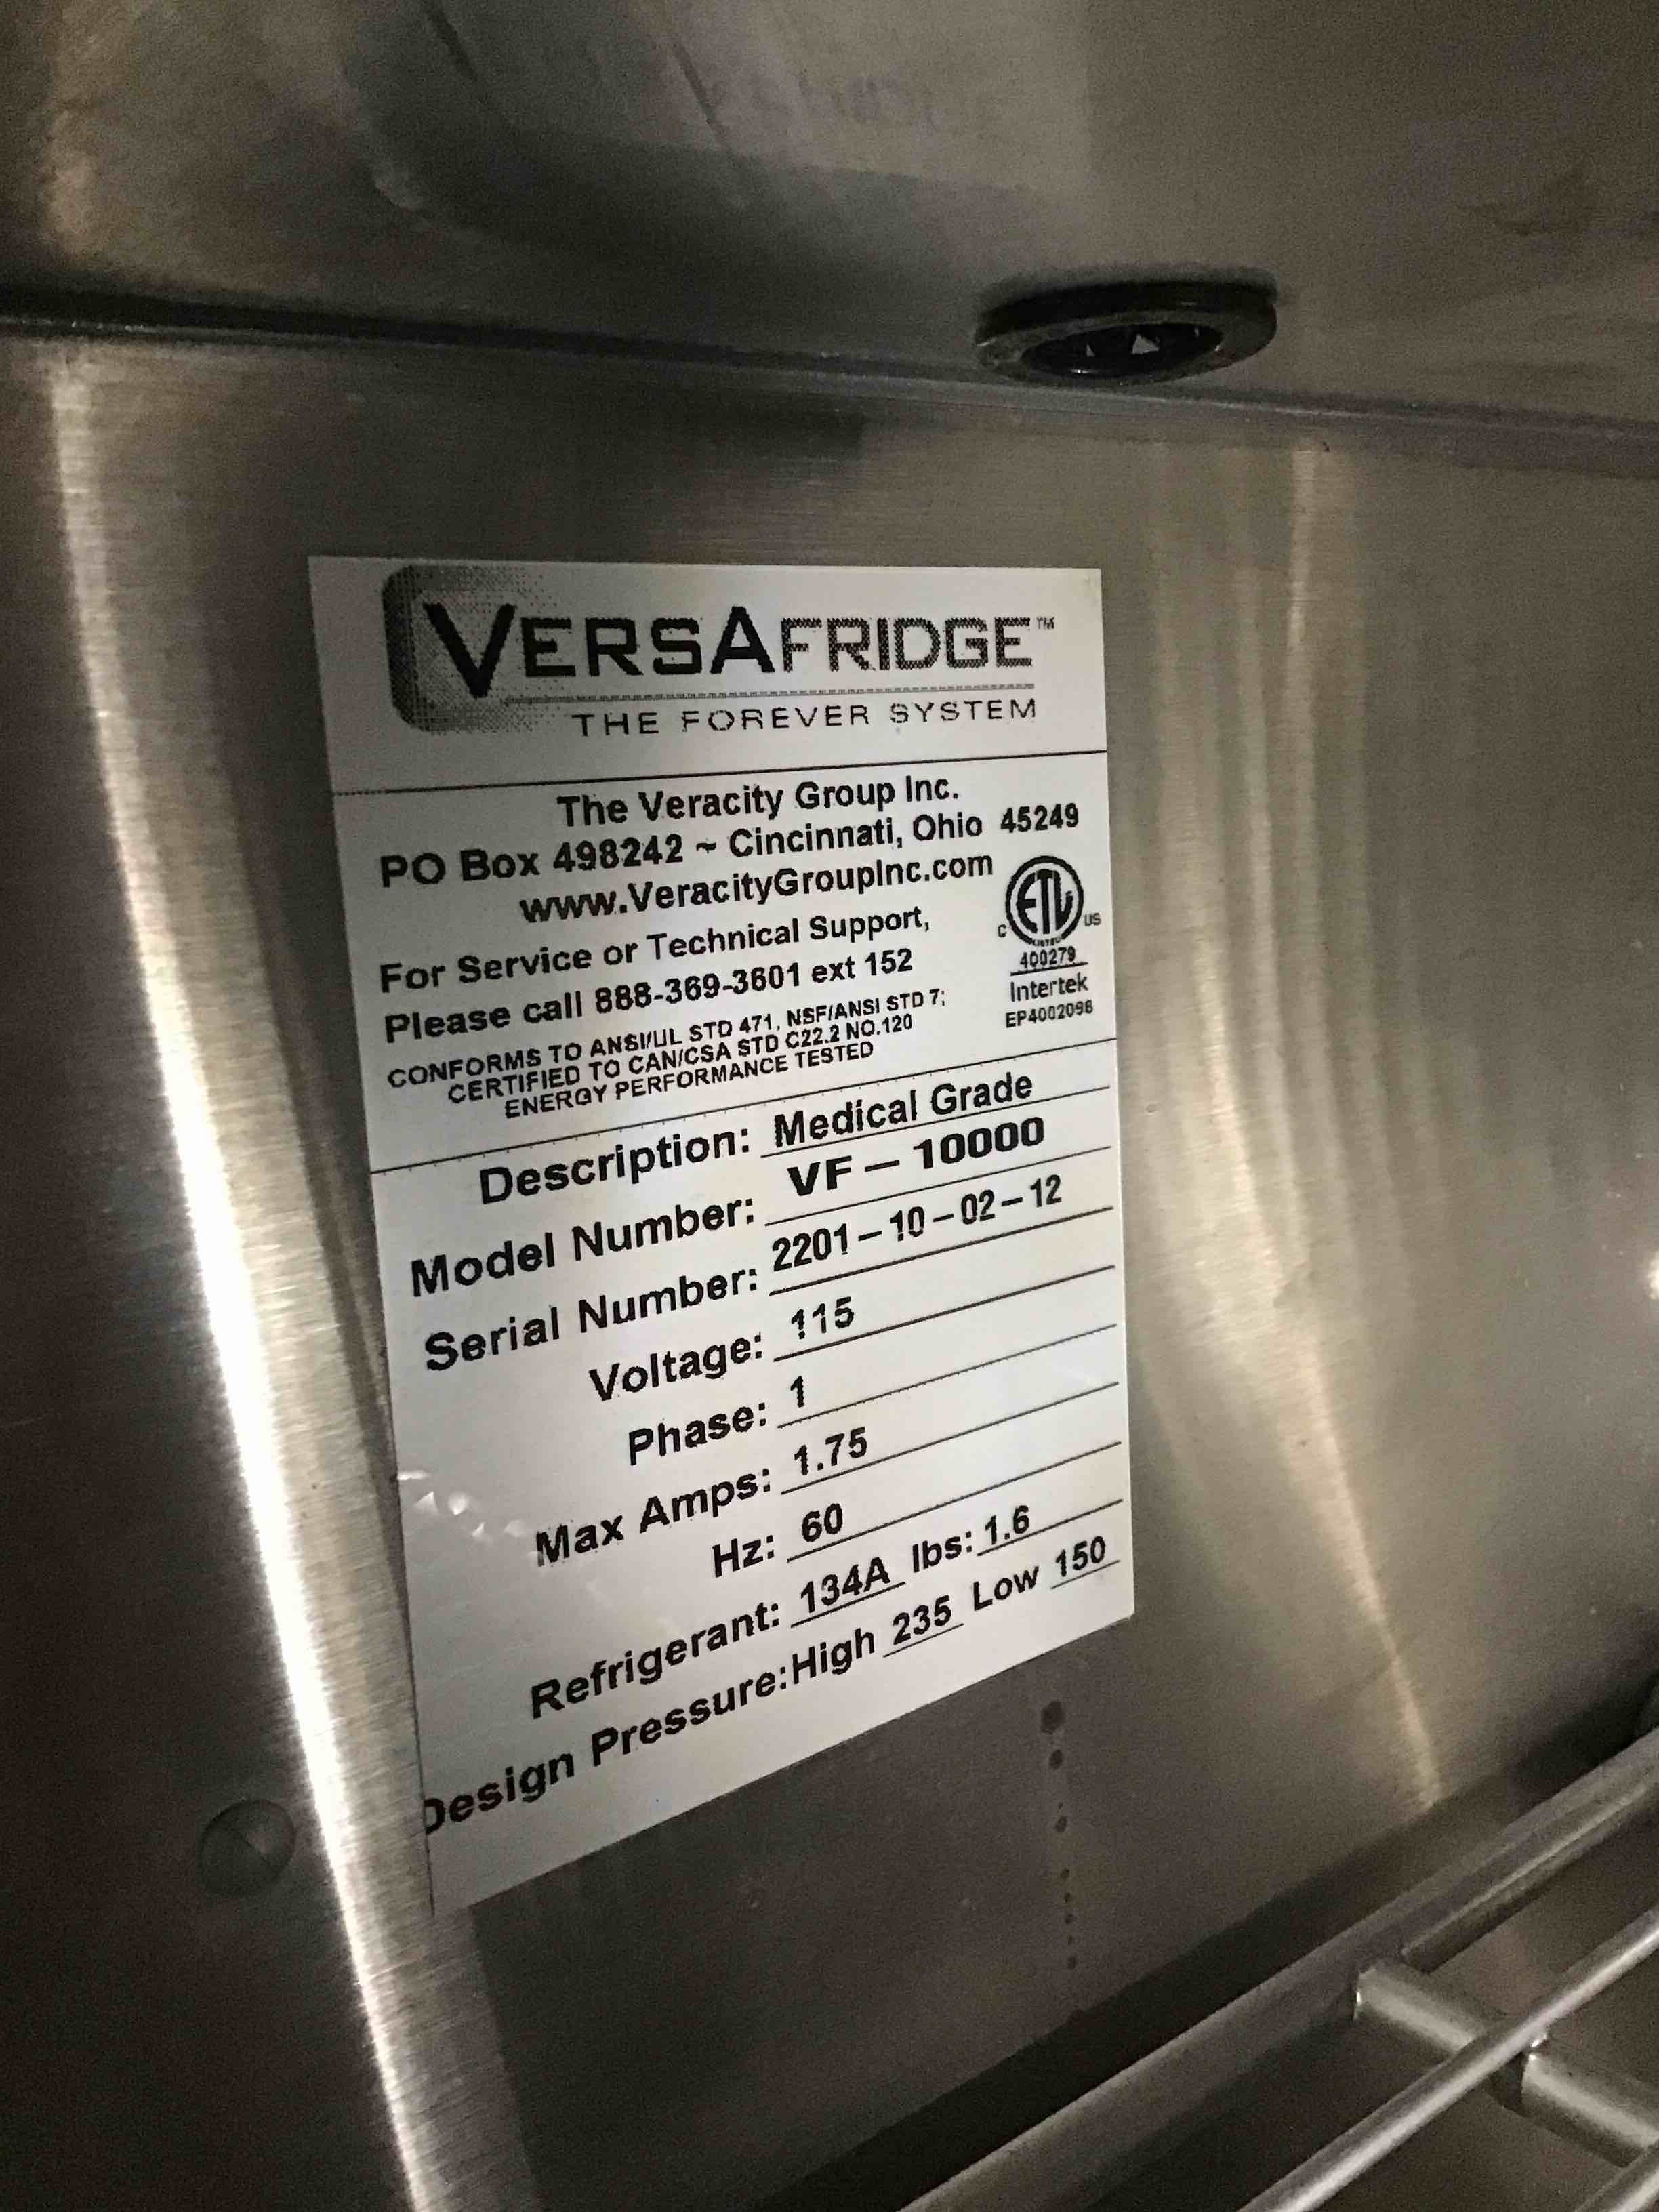 VERSAFRIDGE™
THE FOREVER SYSTEM
The Veracity Group Inc.
PO Box 498242 ~ Cincinnati, Ohio 45249
www.VeracityGroupInc.com
For Service or Technical Support,
Please call 888-369-3601 ext 152
CONFORMS TO ANSI/UL STD 471, NSF/ANSI STD 7;
CERTIFIED TO CAN/CSA STD C22.2 NO.120
ENERGY PERFORMANCE TESTED
ETL
C US
LISTED
400279
Intertek
EP4002098
Description: Medical Grade
Model Number: VF-10000
Serial Number: 2201-10-02-12
Voltage: 115
Phase: 1
Max Amps: 1.75
Hz: 60
Refrigerant: 134A lbs: 1.6
Design Pressure: High 235 Low 150